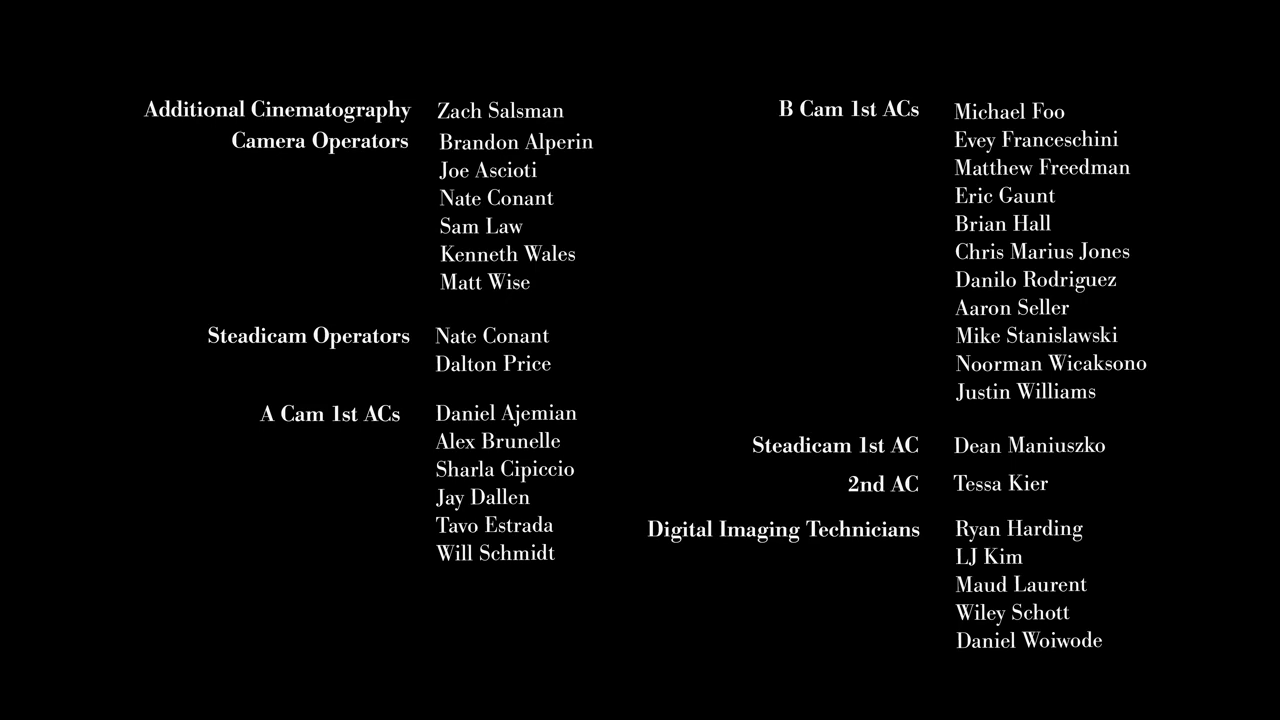 Additional Cinematography Zach Salsman
Camera Operators Brandon Alperin
Joe Ascioti
Nate Conant
Sam Law
Kenneth Wales
Matt Wise
Steadicam Operators Nate Conant
Dalton Price
A Cam 1st ACs Daniel Ajemian
Alex Brunelle
Sharla Cipiccio
Jay Dallen
Tavo Estrada
Will Schmidt
B Cam 1st ACs Michael Foo
Evey Franceschini
Matthew Freedman
Eric Gaunt
Brian Hall
Chris Marius Jones
Danilo Rodriguez
Aaron Seller
Mike Stanislawski
Noorman Wicaksono
Justin Williams
Steadicam 1st AC Dean Maniuszko
2nd AC Tessa Kier
Digital Imaging Technicians Ryan Harding
LJ Kim
Maud Laurent
Wiley Schott
Daniel Woiwode